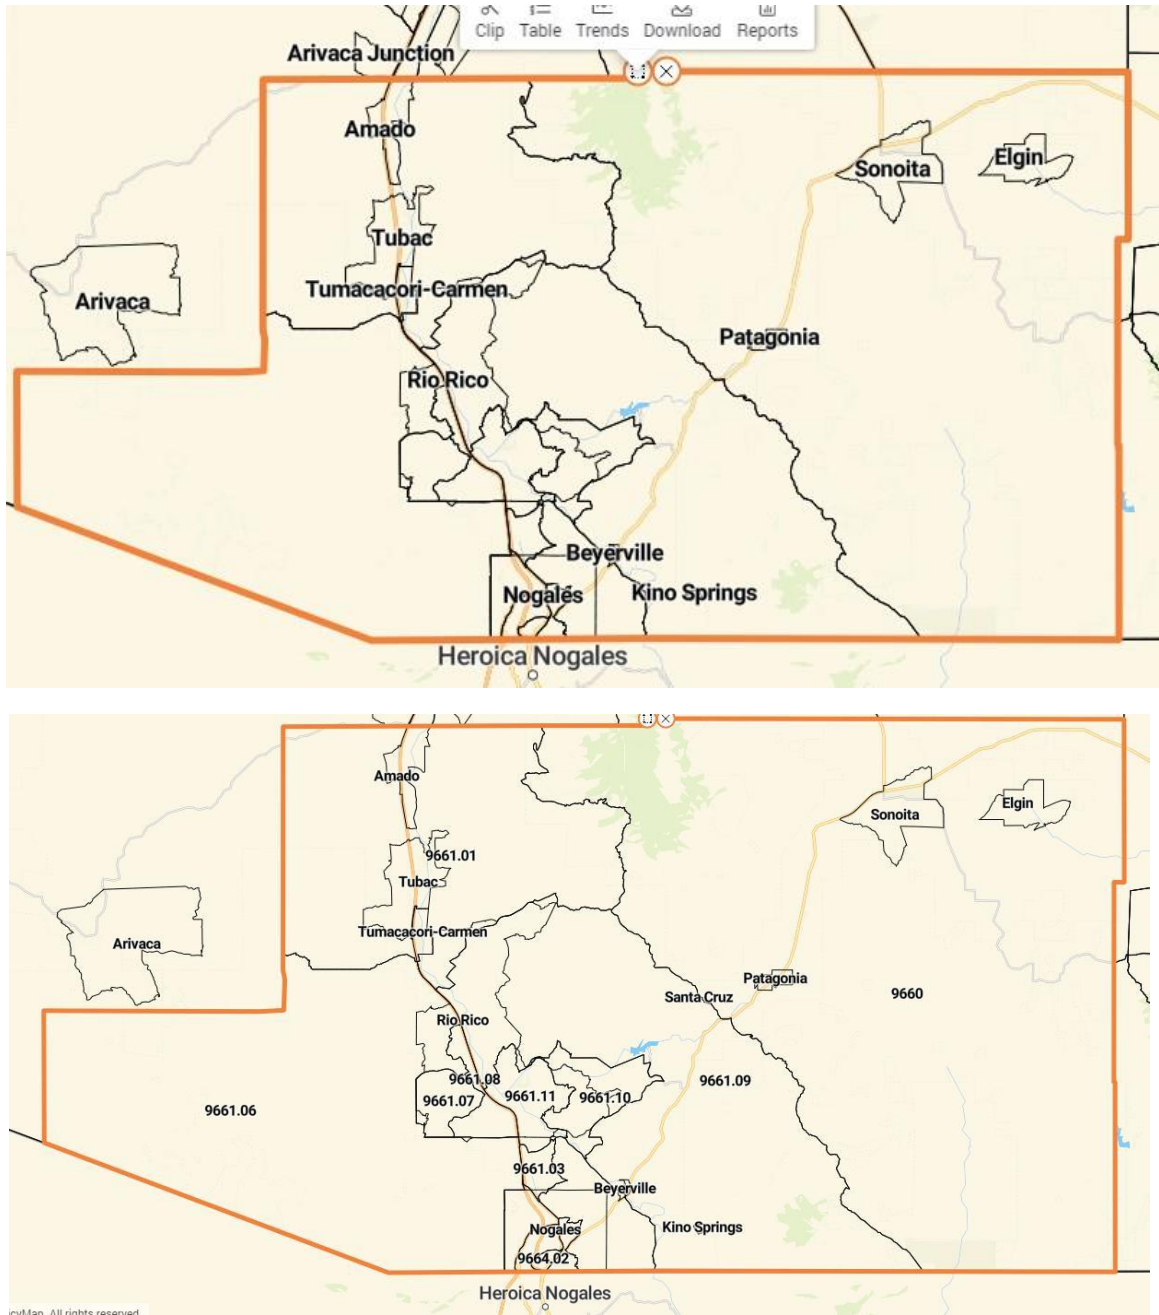 Clip Table Trends Download Reports
Arivaca Junction
Amado
Sonoita
Elgin
Tubac
Tumacacori-Carmen
Arivaca
Patagonia
Rio Rico
Beyerville
Nogales
Kino Springs
Heroica Nogales
Amado
Elgin
Sonoita
9661.01
Tubac
Tumacacori-Carmen
Arivaca
Patagonia
9660
Santa Cruz
Rio Rico
9661.08
9661.09
9661.07
9661.11
9661.10
9661.06
9661.03
Beyerville
Nogales
Kino Springs
9664.02
Heroica Nogales
cyMap, All rights reserved